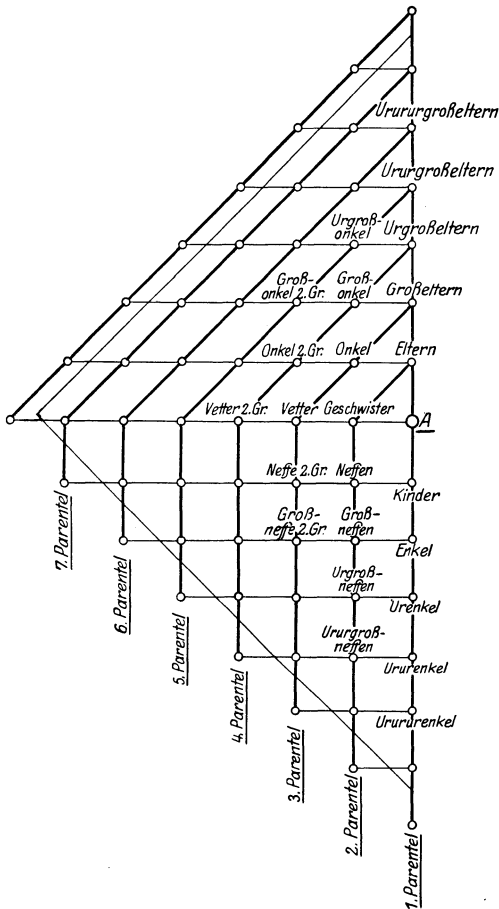 Urururgroßeltern
Ururgroßeltern
Urgroß-
onkel
Urgroßeltern
Groß-
onkel 2.Gr.
Groß-
onkel
Großeltern
Onkel 2.Gr.
Onkel
Eltern
Vetter 2.Gr.
Vetter
Geschwister
A
Neffe 2.Gr.
Neffen
Kinder
7. Parentel
Groß-
neffe 2.Gr.
Groß-
neffen
Enkel
6. Parentel
Urgroß-
neffen
Urenkel
5. Parentel
Ururgroß-
neffen
Ururenkel
4. Parentel
Urururenkel
3. Parentel
2. Parentel
1. Parentel